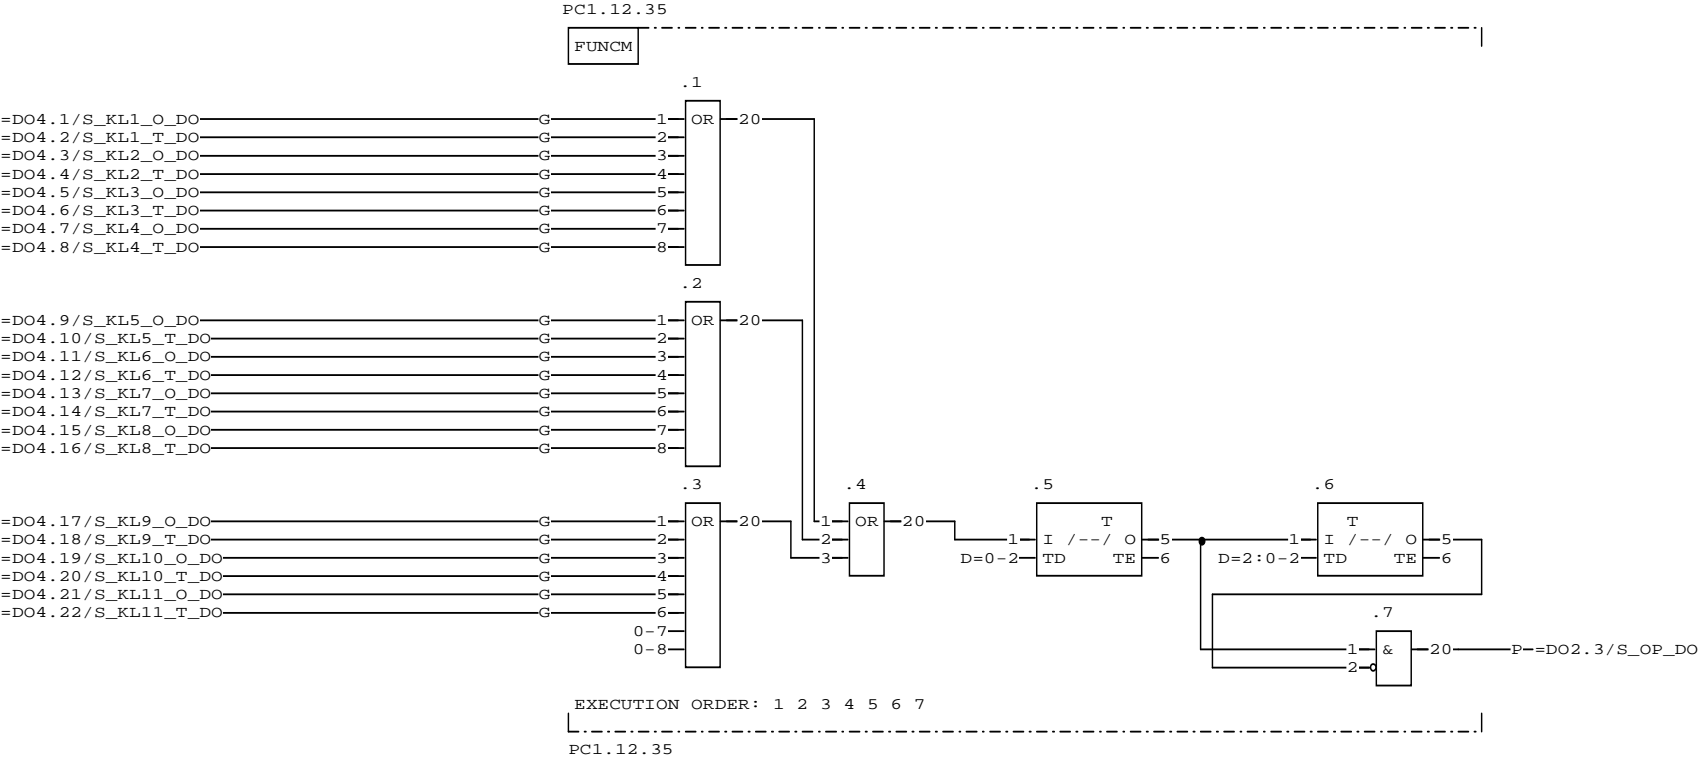 PC1.12.35
FUNCM
.1
=DO4.1/S_KL1_O_DO G 1 OR 20
=DO4.2/S_KL1_T_DO G 2
=DO4.3/S_KL2_O_DO G 3
=DO4.4/S_KL2_T_DO G 4
=DO4.5/S_KL3_O_DO G 5
=DO4.6/S_KL3_T_DO G 6
=DO4.7/S_KL4_O_DO G 7
=DO4.8/S_KL4_T_DO G 8
.2
=DO4.9/S_KL5_O_DO G 1 OR 20
=DO4.10/S_KL5_T_DO G 2
=DO4.11/S_KL6_O_DO G 3
=DO4.12/S_KL6_T_DO G 4
=DO4.13/S_KL7_O_DO G 5
=DO4.14/S_KL7_T_DO G 6
=DO4.15/S_KL8_O_DO G 7
=DO4.16/S_KL8_T_DO G 8
.3 .4 .5 .6
=DO4.17/S_KL9_O_DO G 1 OR 20 1 OR 20 T T
=DO4.18/S_KL9_T_DO G 2 2 1 I /--/ O 5 1 I /--/ O 5
=DO4.19/S_KL10_O_DO G 3 3 D=0-2 TD TE 6 D=2:0-2 TD TE 6
=DO4.20/S_KL10_T_DO G 4
=DO4.21/S_KL11_O_DO G 5
=DO4.22/S_KL11_T_DO G 6 .7
0-7
0-8 1 & 20 P =DO2.3/S_OP_DO
2
EXECUTION ORDER: 1 2 3 4 5 6 7
PC1.12.35